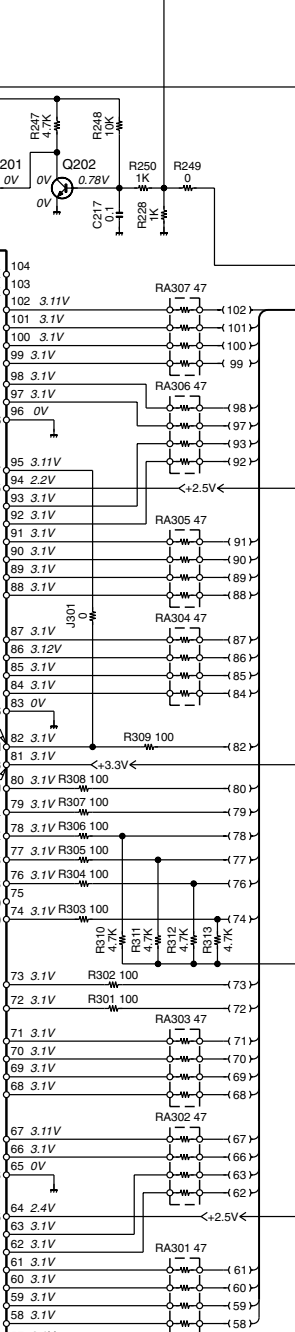 R247
4.7K
R248
10K
201
0V
0V
Q202
0.78V
0V
R250
1K
R249
0
C217
0.1
R228
1K
104
103
RA307 47
102 3.11V
102
101 3.1V
101
100 3.1V
100
99 3.1V
99
98 3.1V
RA306 47
97 3.1V
98
96 0V
97
93
95 3.11V
92
94 2.2V
+2.5V
93 3.1V
92 3.1V
RA305 47
91 3.1V
91
90 3.1V
90
89 3.1V
89
88 3.1V
88
J301
0
RA304 47
87 3.1V
87
86 3.12V
86
85 3.1V
85
84 3.1V
84
83 0V
82 3.1V
R309 100
82
81 3.1V
+3.3V
80 3.1V R308 100
80
79 3.1V R307 100
79
78 3.1V R306 100
78
77 3.1V R305 100
77
76 3.1V R304 100
76
75
74 3.1V R303 100
74
R310
4.7K
R311
4.7K
R312
4.7K
R313
4.7K
73 3.1V
R302 100
73
72 3.1V
R301 100
72
RA303 47
71 3.1V
71
70 3.1V
70
69 3.1V
69
68 3.1V
68
RA302 47
67 3.11V
67
66 3.1V
66
65 0V
63
62
64 2.4V
+2.5V
63 3.1V
62 3.1V
RA301 47
61 3.1V
61
60 3.1V
60
59 3.1V
59
58 3.1V
58